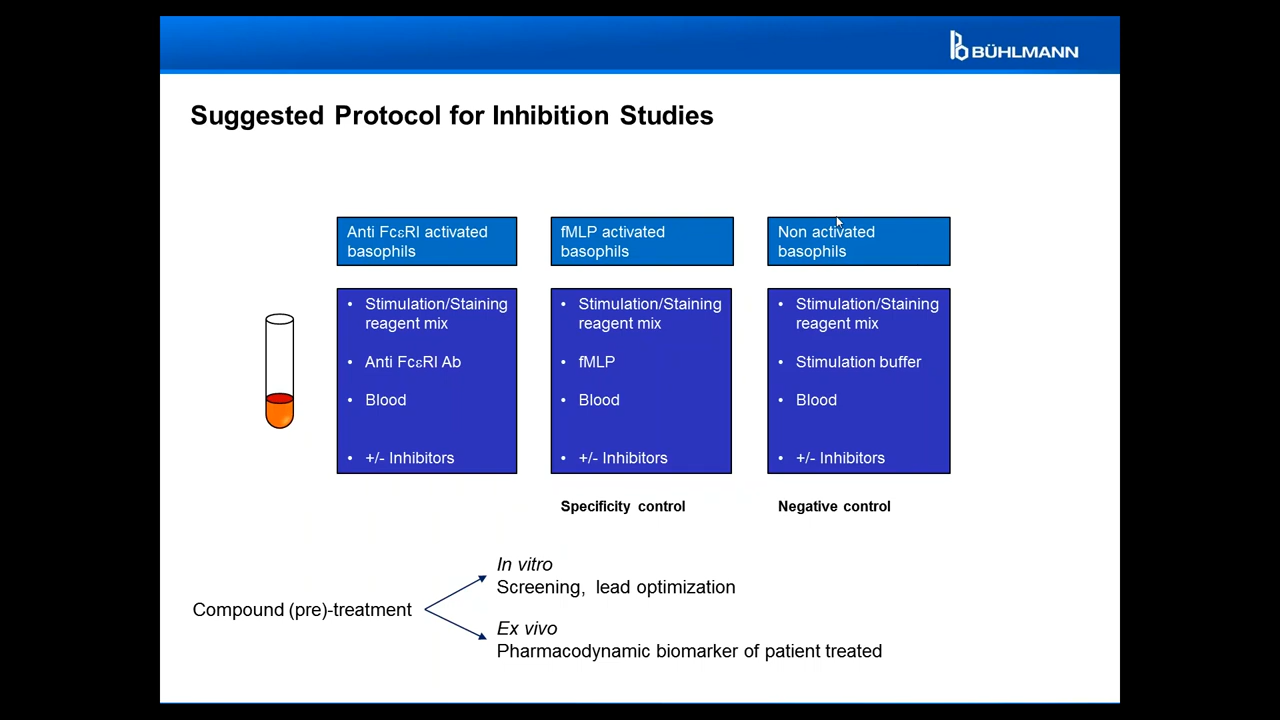 BÜHLMANN
Suggested Protocol for Inhibition Studies
Anti FcεRI activated
basophils
• Stimulation/Staining
reagent mix
• Anti FcεRI Ab
• Blood
• +/- Inhibitors
fMLP activated
basophils
• Stimulation/Staining
reagent mix
• fMLP
• Blood
• +/- Inhibitors
Specificity control
Non activated
basophils
• Stimulation/Staining
reagent mix
• Stimulation buffer
• Blood
• +/- Inhibitors
Negative control
Compound (pre)-treatment
In vitro
Screening, lead optimization
Ex vivo
Pharmacodynamic biomarker of patient treated